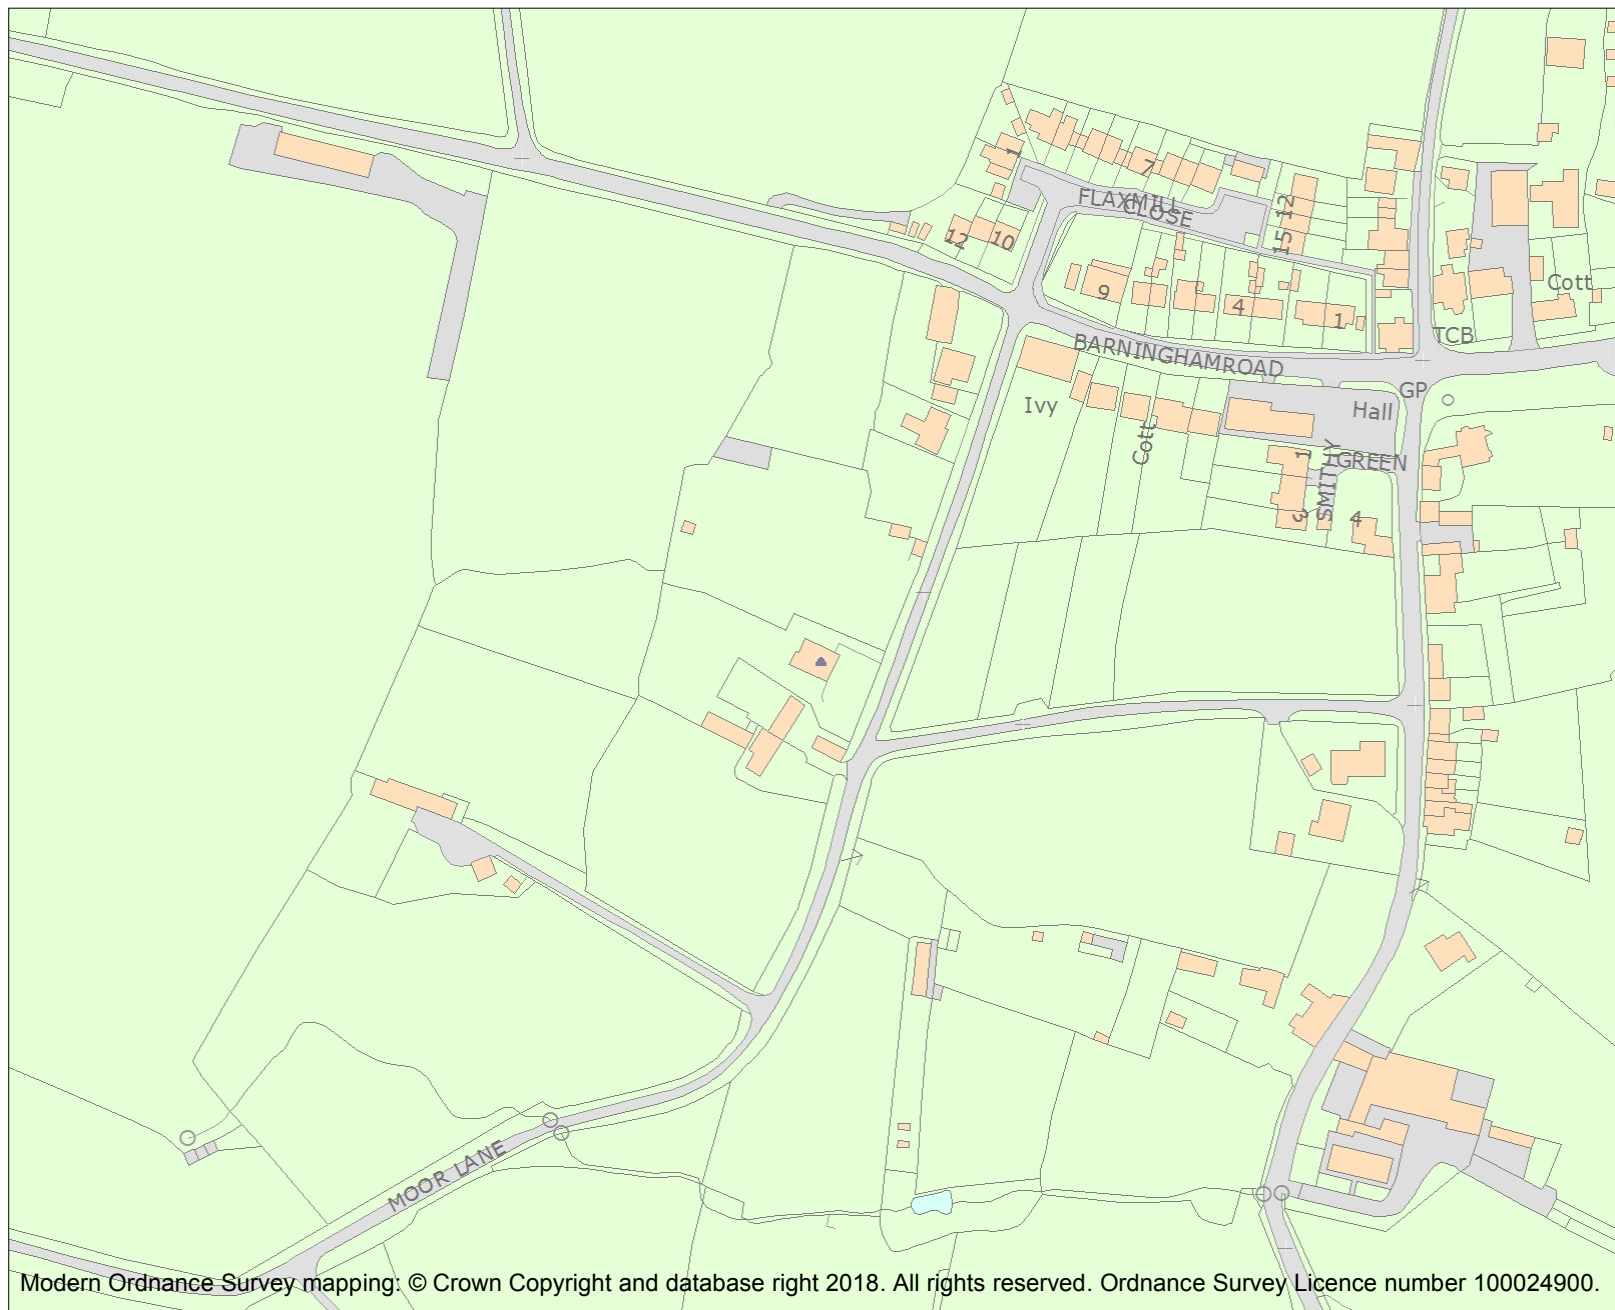 1
7
FLAXMILL
CLOSE
12
15
12
10
9
4
1
Cott
TCB
BARNINGHAMROAD
GP
Ivy
Hall
Cott
1
GREEN
SMITHY
3
4
MOOR LANE
Modern Ordnance Survey mapping: © Crown Copyright and database right 2018. All rights reserved. Ordnance Survey Licence number 100024900.